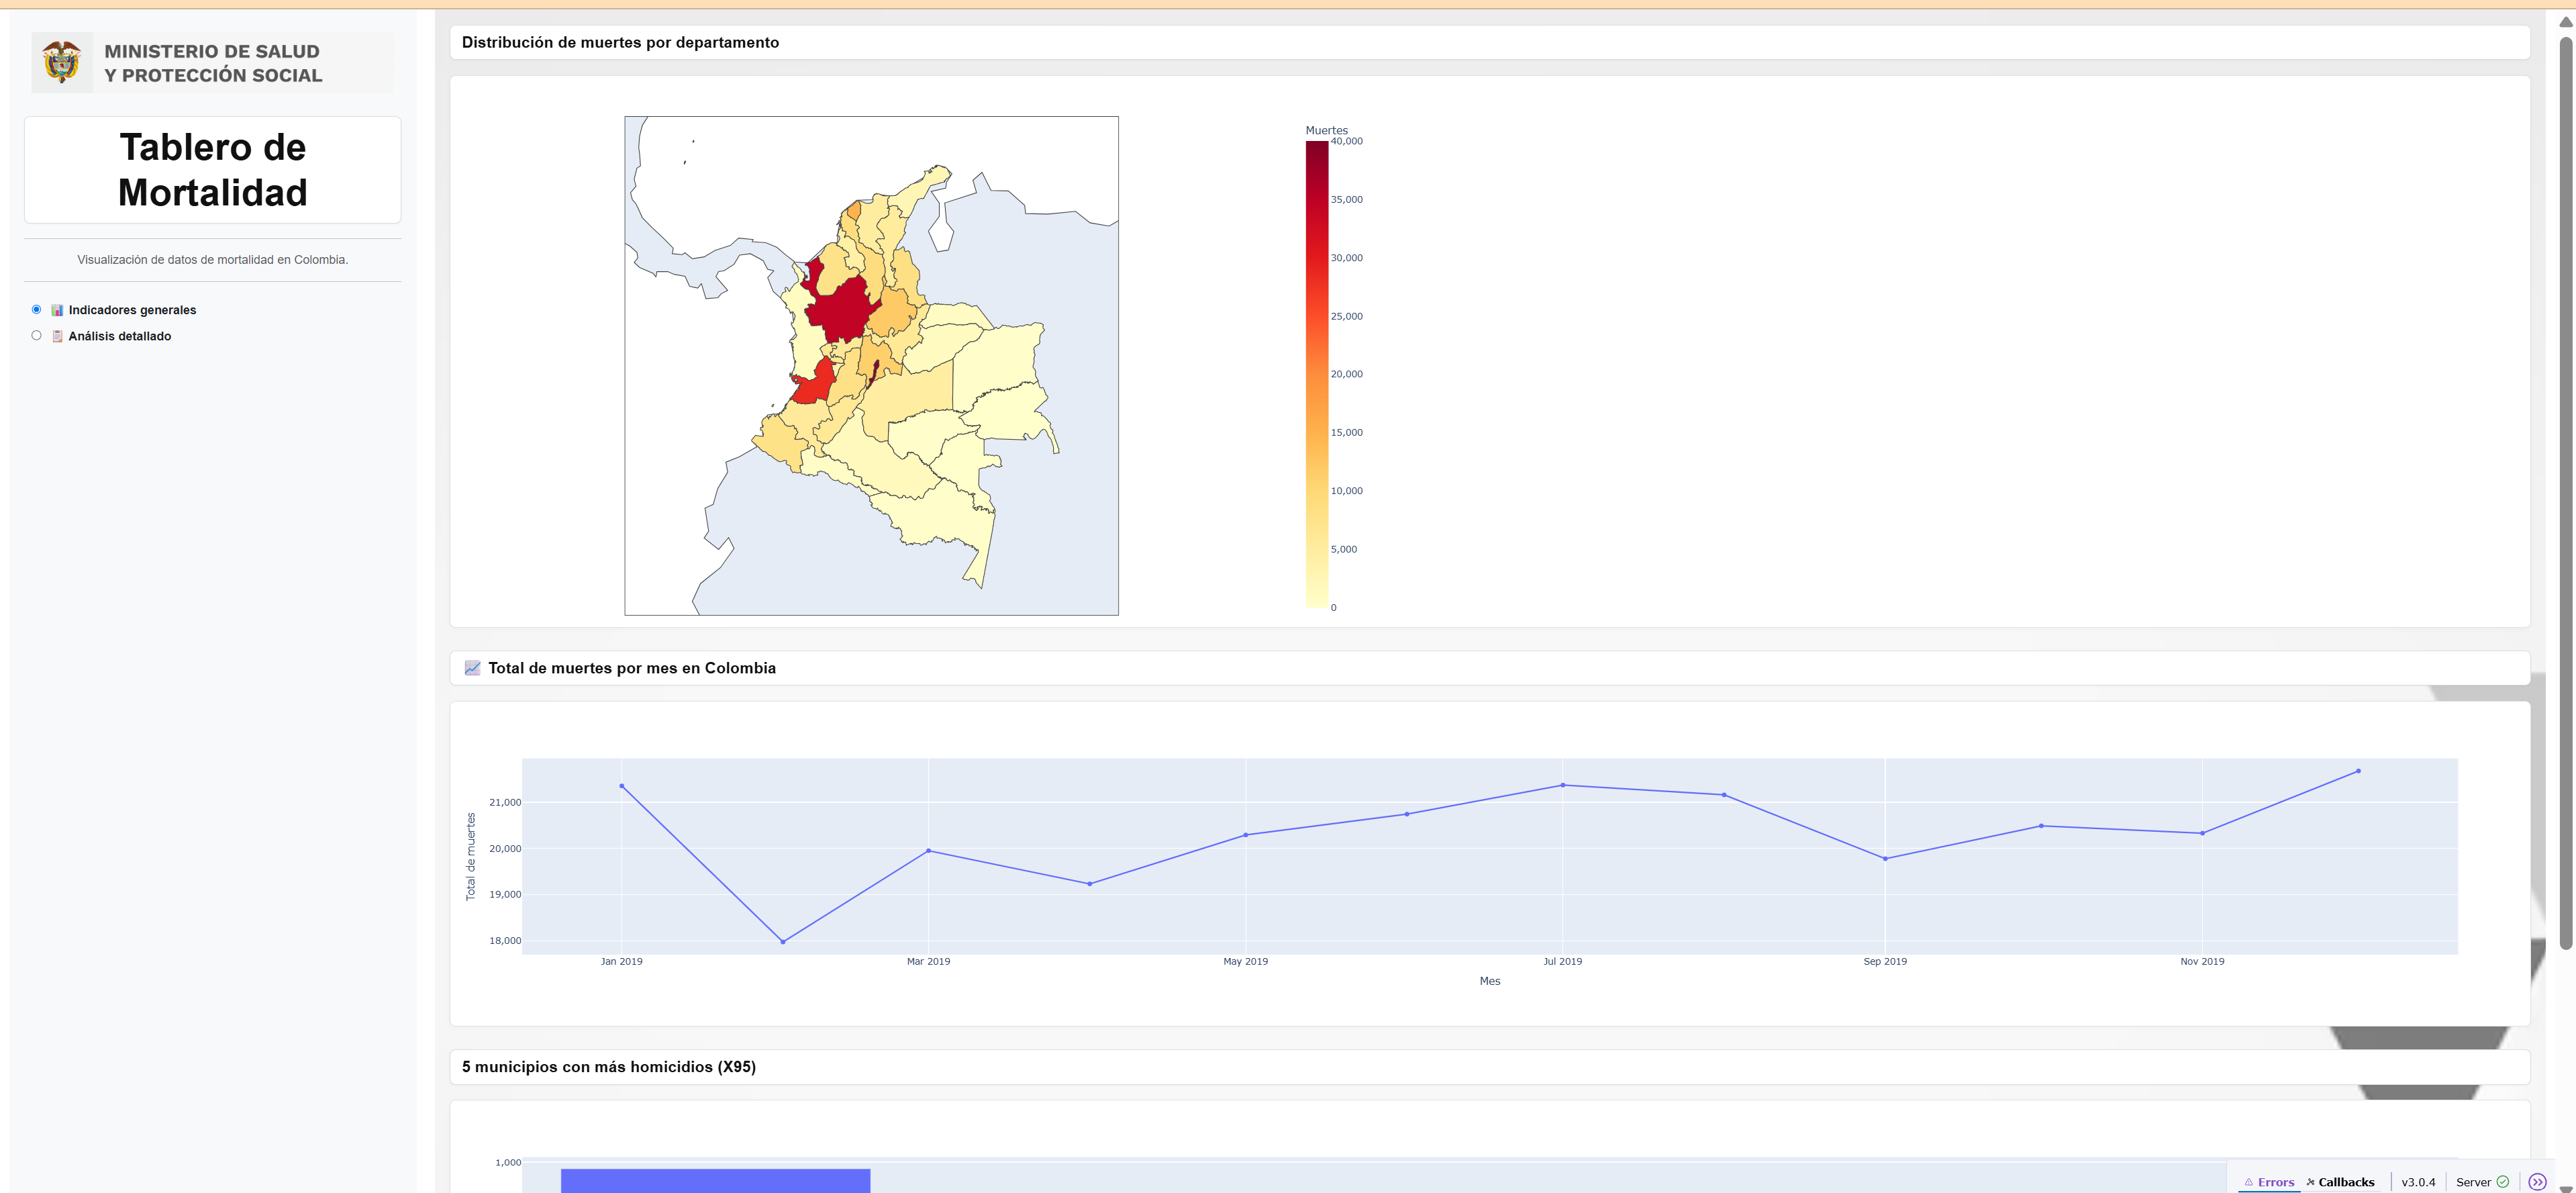 MINISTERIO DE SALUD
Y PROTECCIÓN SOCIAL
Tablero de
Mortalidad
Visualización de datos de mortalidad en Colombia.
Indicadores generales
Análisis detallado
Distribución de muertes por departamento
Muertes
40,000
35,000
30,000
25,000
20,000
15,000
10,000
5,000
0
Total de muertes por mes en Colombia
Total de muertes
21,000
20,000
19,000
18,000
Jan 2019
Mar 2019
May 2019
Jul 2019
Sep 2019
Nov 2019
Mes
5 municipios con más homicidios (X95)
1,000
Errors
Callbacks
v3.0.4
Server